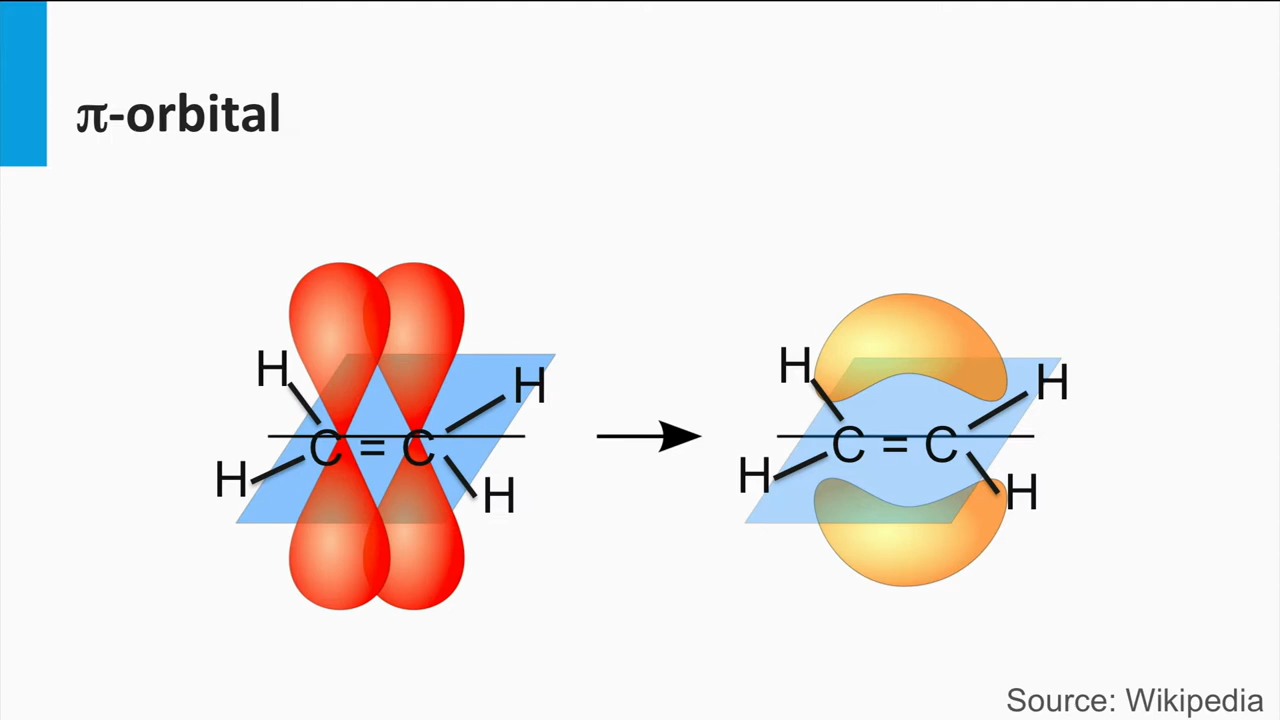 π-orbital
H H
H C = C H
H H
H C = C H
Source: Wikipedia